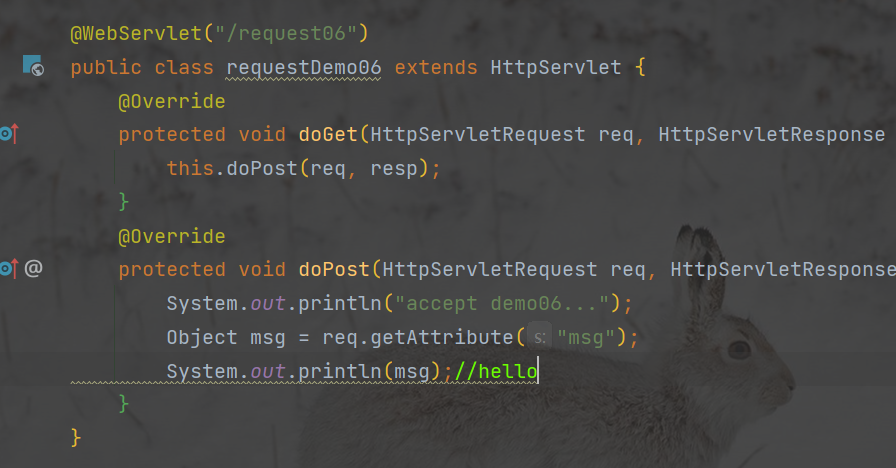 @WebServlet("/request06")
public class requestDemo06 extends HttpServlet {
@Override
protected void doGet(HttpServletRequest req, HttpServletResponse
this.doPost(req, resp);
}
@Override
protected void doPost(HttpServletRequest req, HttpServletResponse
System.out.println("accept demo06...");
Object msg = req.getAttribute( s: "msg");
System.out.println(msg);//hello
}
}